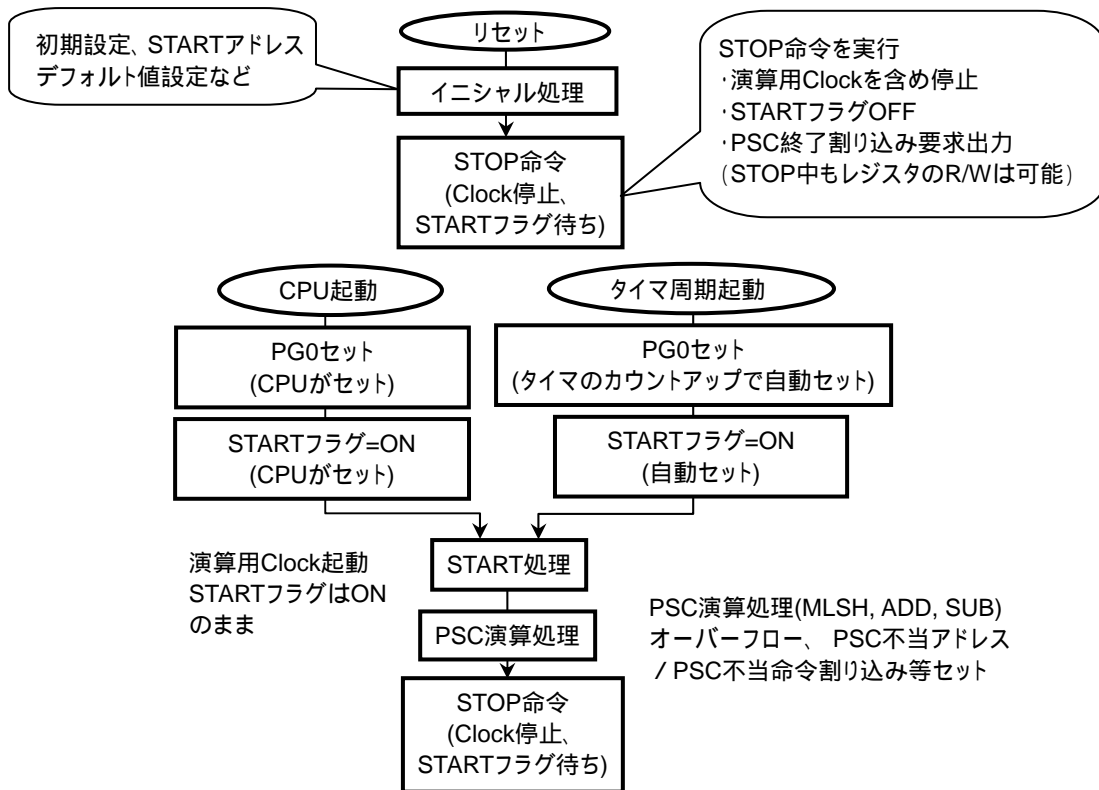 リセット
初期設定、STARTアドレス
デフォルト値設定など
イニシャル処理
STOP命令
(Clock停止、
STARTフラグ待ち)
STOP命令を実行
・演算用Clockを含め停止
・STARTフラグOFF
・PSC終了割り込み要求出力
(STOP中もレジスタのR/Wは可能)
CPU起動
PG0セット
(CPUがセット)
STARTフラグ=ON
(CPUがセット)
タイマ周期起動
PG0セット
(タイマのカウントアップで自動セット)
STARTフラグ=ON
(自動セット)
START処理
演算用Clock起動
STARTフラグはON
のまま
PSC演算処理
PSC演算処理(MLSH, ADD, SUB)
オーバーフロー、 PSC不当アドレス
/ PSC不当命令割り込み等セット
STOP命令
(Clock停止、
STARTフラグ待ち)